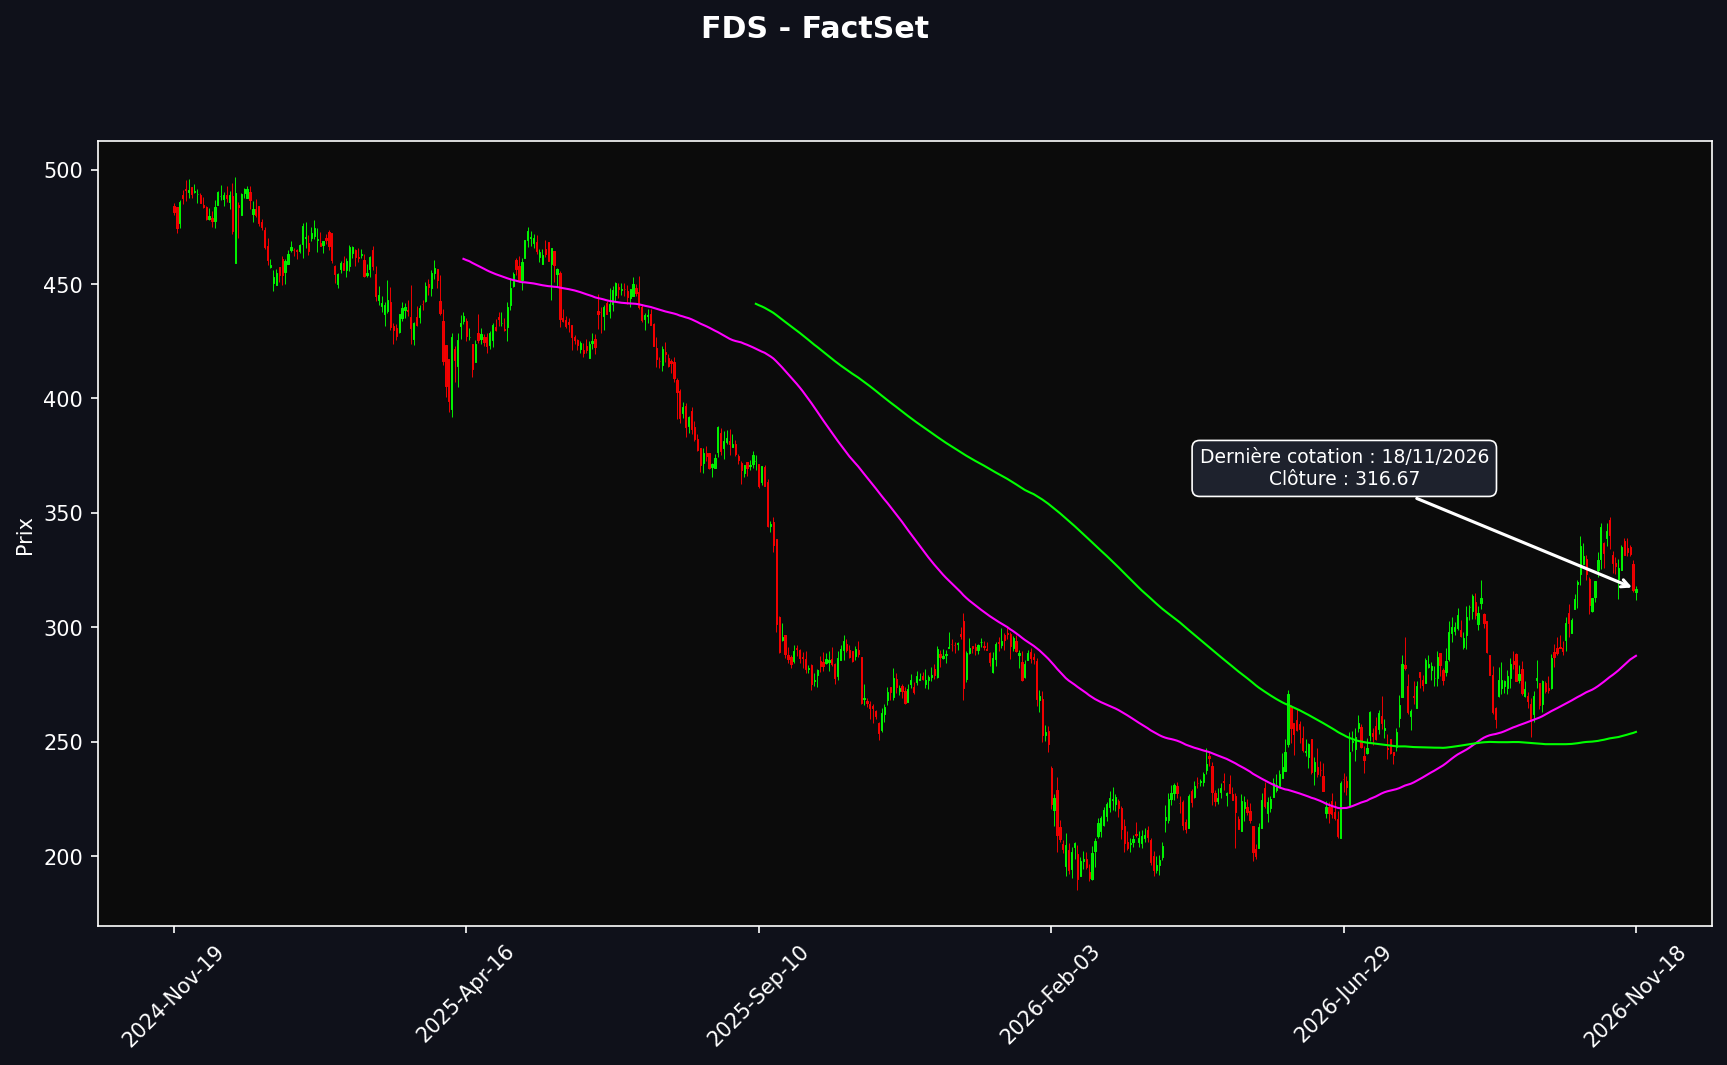 FDS - FactSet
500
450
400
350
300
250
200
Prix
Dernière cotation : 18/11/2026
Clôture : 316.67
2024-Nov-19
2025-Apr-16
2025-Sep-10
2026-Feb-03
2026-Jun-29
2026-Nov-18